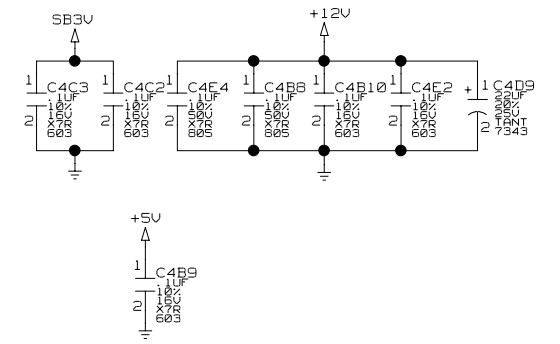 SB3V
+12V
1
C4C3
.1UF
10%
16V
X7R
603
2
1
C4C2
.1UF
10%
16V
X7R
603
2
1
C4E4
.1UF
10%
50V
X7R
805
2
1
C4B8
.1UF
10%
50V
X7R
805
2
1
C4B10
.1UF
10%
16V
X7R
603
2
1
C4E2
.1UF
10%
16V
X7R
603
2
+
1
C4D9
22UF
20%
25V
TANT
7343
2
+5V
1
C4B9
.1UF
10%
16V
X7R
603
2